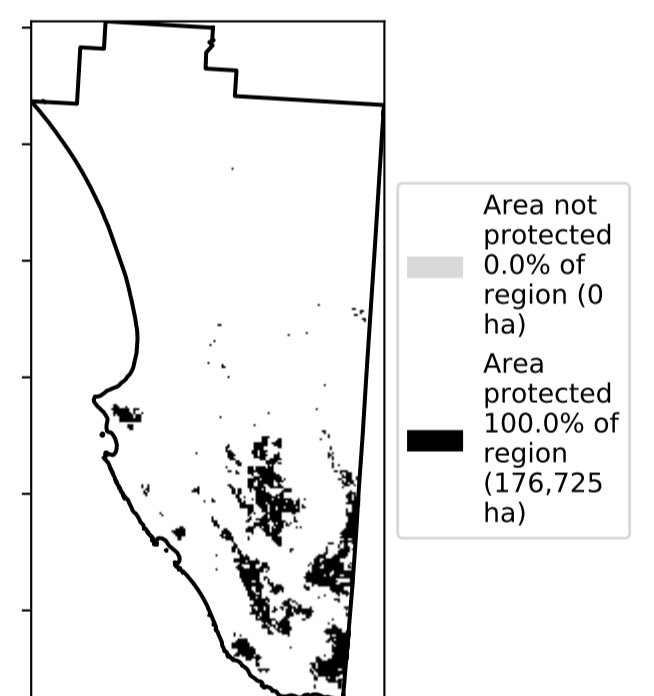 Area not
protected
0.0% of
region (0
ha)
Area
protected
100.0% of
region
(176,725
ha)